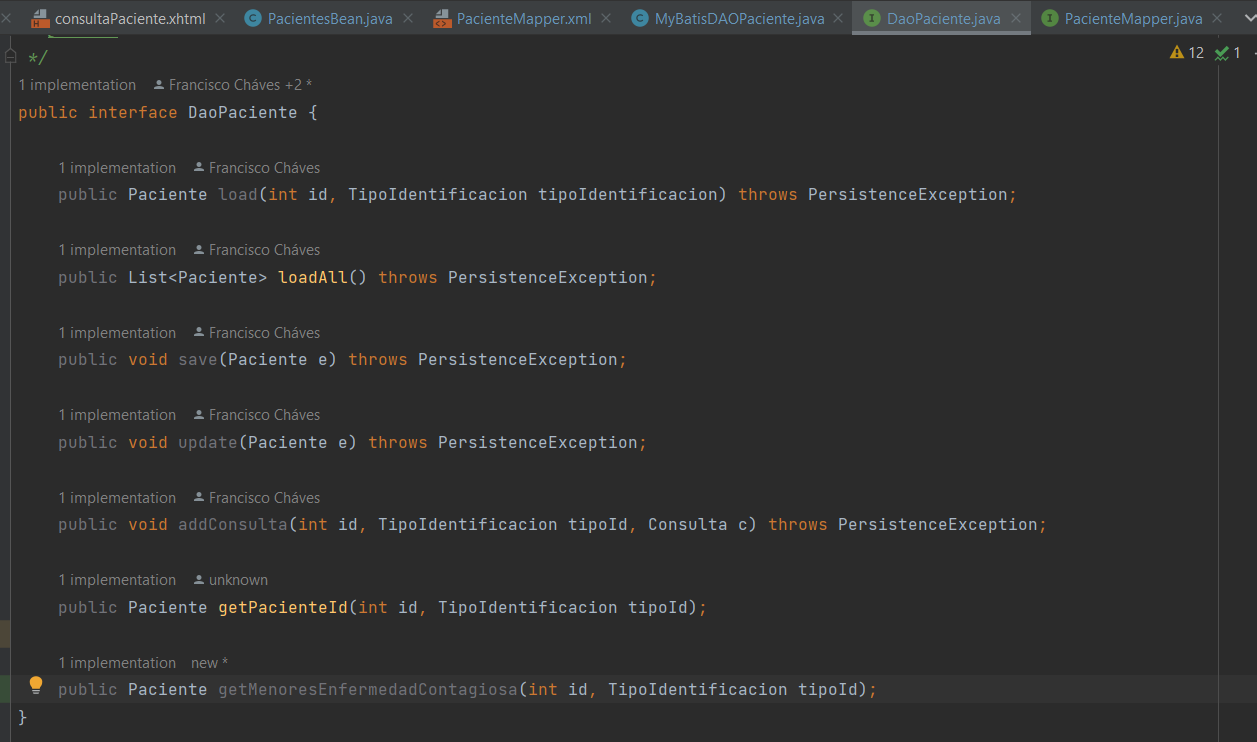 consultaPaciente.xhtml PacientesBean.java PacienteMapper.xml MyBatisDAOPaciente.java DaoPaciente.java PacienteMapper.java
*/
12 1
1 implementation Francisco Cháves +2 *
public interface DaoPaciente {
1 implementation Francisco Cháves
public Paciente load(int id, TipoIdentificacion tipoIdentificacion) throws PersistenceException;
1 implementation Francisco Cháves
public List<Paciente> loadAll() throws PersistenceException;
1 implementation Francisco Cháves
public void save(Paciente e) throws PersistenceException;
1 implementation Francisco Cháves
public void update(Paciente e) throws PersistenceException;
1 implementation Francisco Cháves
public void addConsulta(int id, TipoIdentificacion tipoId, Consulta c) throws PersistenceException;
1 implementation unknown
public Paciente getPacienteId(int id, TipoIdentificacion tipoId);
1 implementation new *
public Paciente getMenoresEnfermedadContagiosa(int id, TipoIdentificacion tipoId);
}